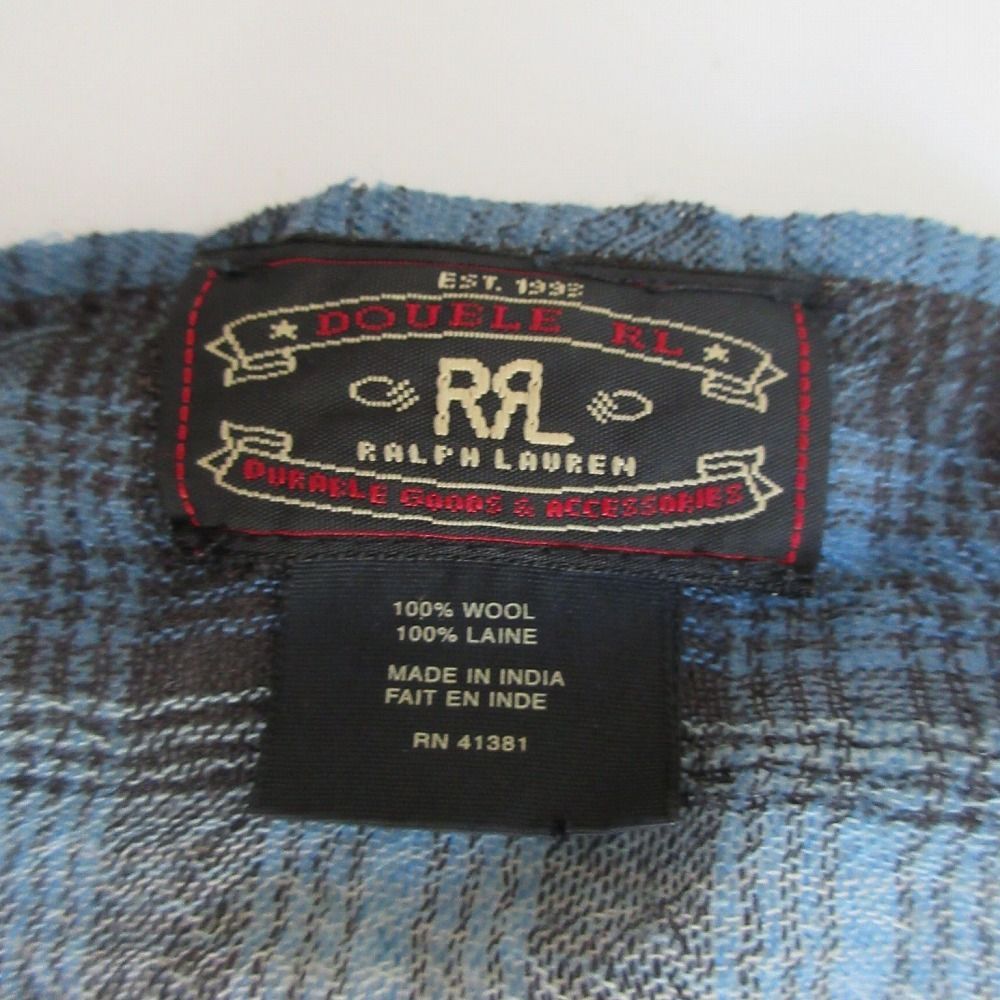 EST. 1993
DOUBLE RL
RRL
RALPH LAUREN
DURABLE GOODS & ACCESSORIES
100% WOOL
100% LAINE
MADE IN INDIA
FAIT EN INDE
RN 41381